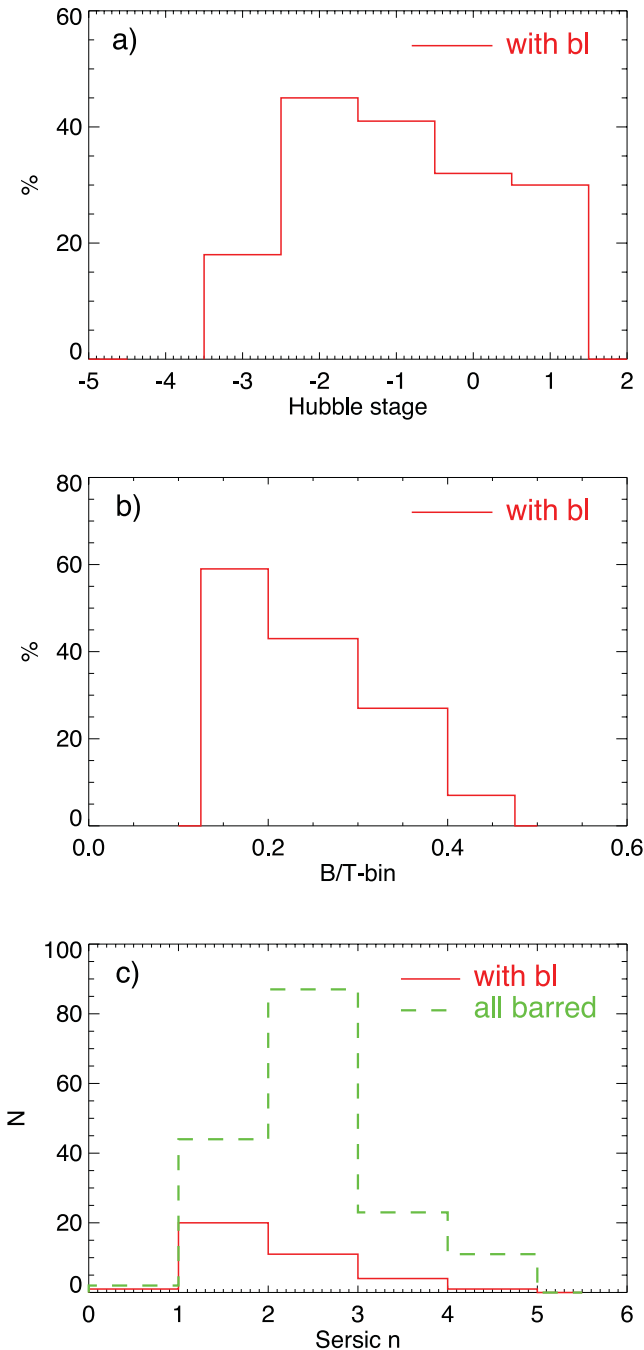 a)
with bl
60
40
20
0
%
-5 -4 -3 -2 -1 0 1 2
Hubble stage
b)
with bl
80
60
40
20
0
%
0.0 0.2 0.4 0.6
B/T-bin
c)
with bl
all barred
100
80
60
40
20
0
N
0 1 2 3 4 5 6
Sersic n